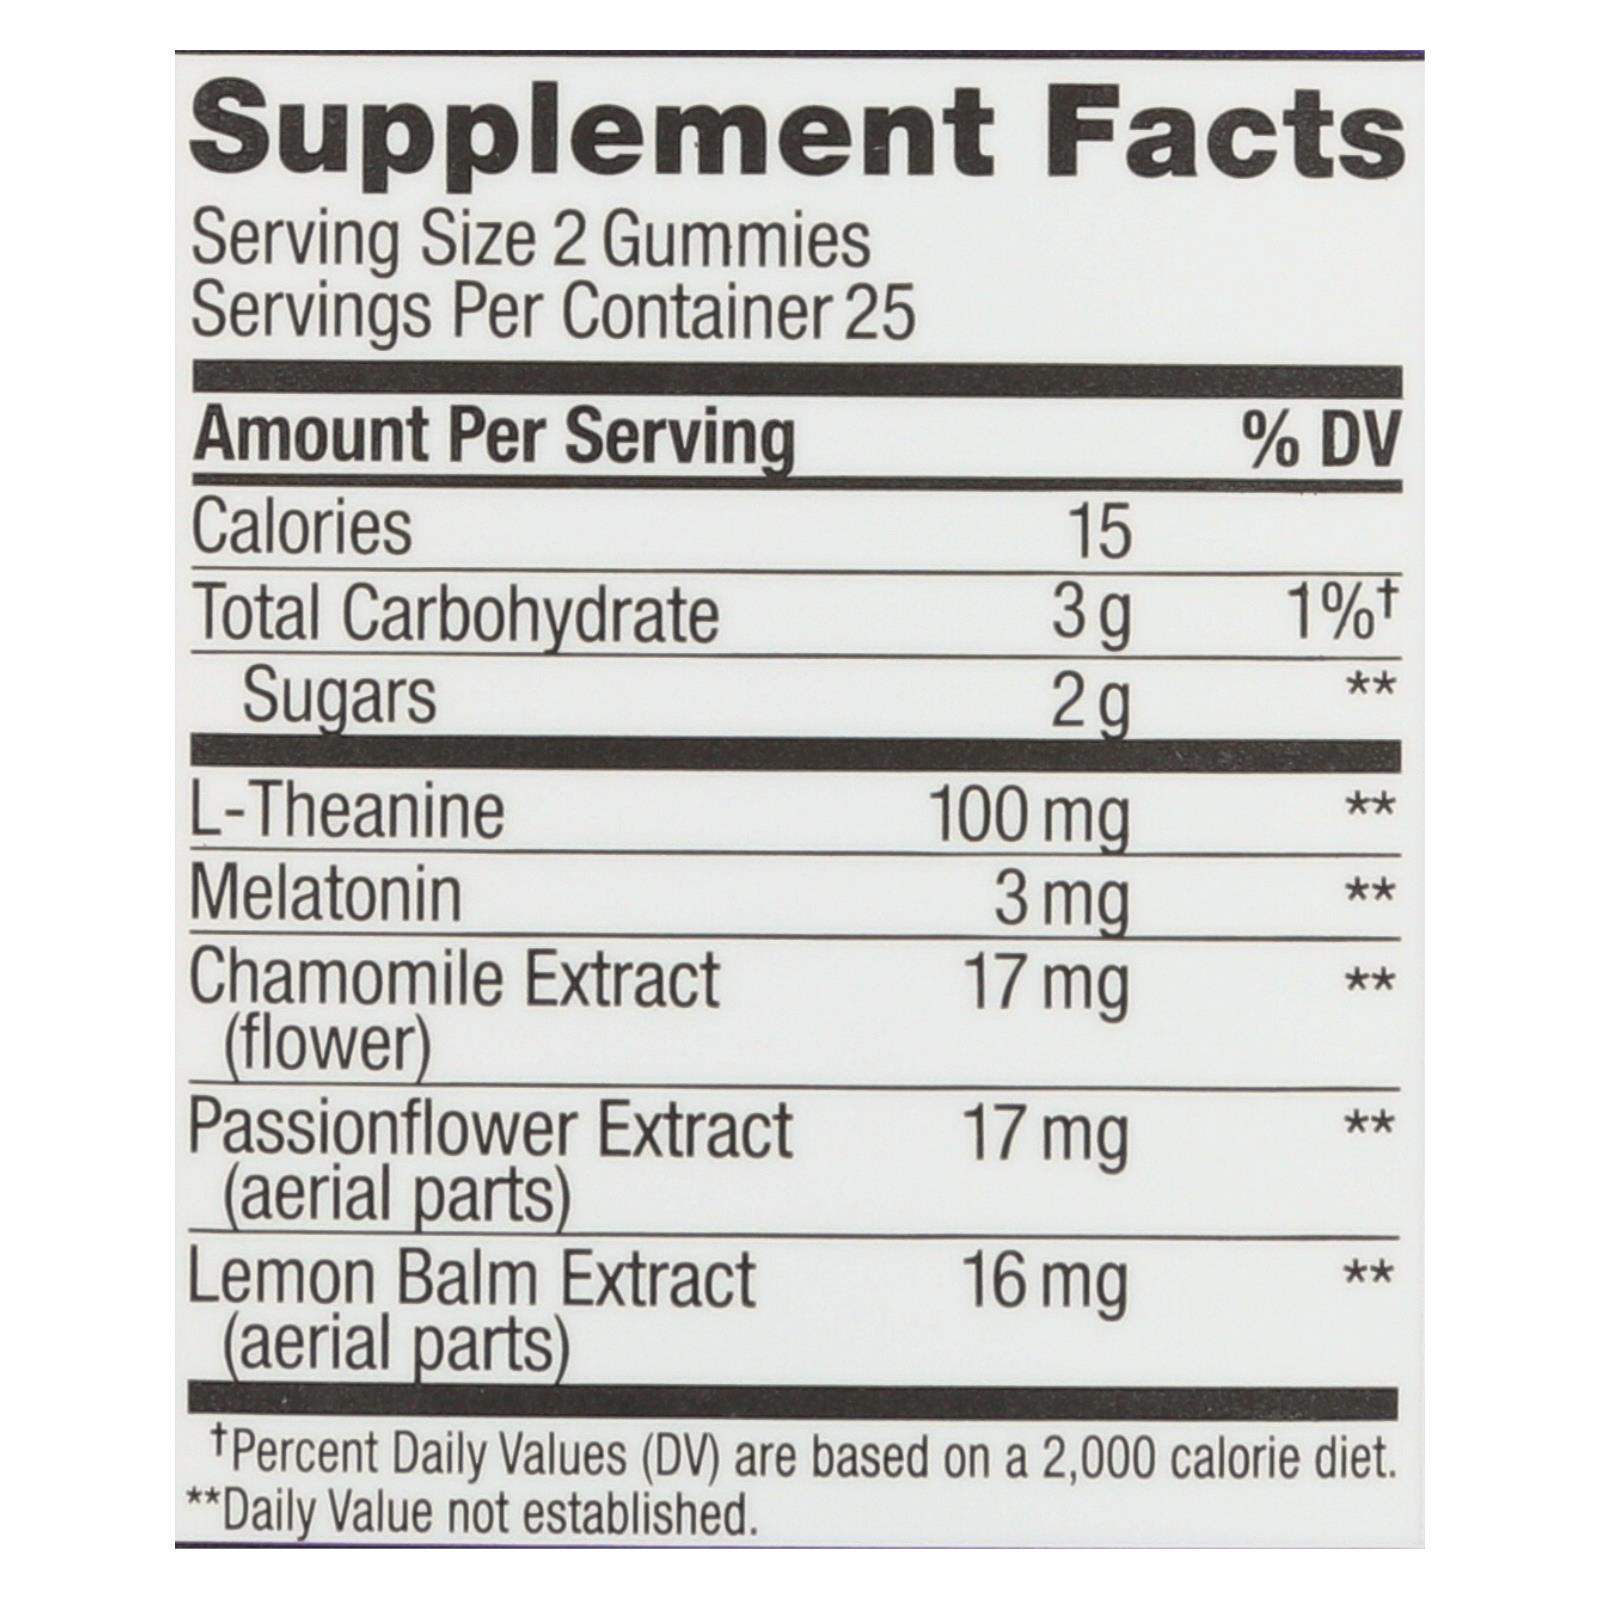 Supplement Facts
Serving Size 2 Gummies
Servings Per Container 25
Amount Per Serving % DV
Calories 15
Total Carbohydrate 3 g 1%†
Sugars 2 g **
L-Theanine 100 mg **
Melatonin 3 mg **
Chamomile Extract 17 mg **
(flower)
Passionflower Extract 17 mg **
(aerial parts)
Lemon Balm Extract 16 mg **
(aerial parts)
†Percent Daily Values (DV) are based on a 2,000 calorie diet.
**Daily Value not established.